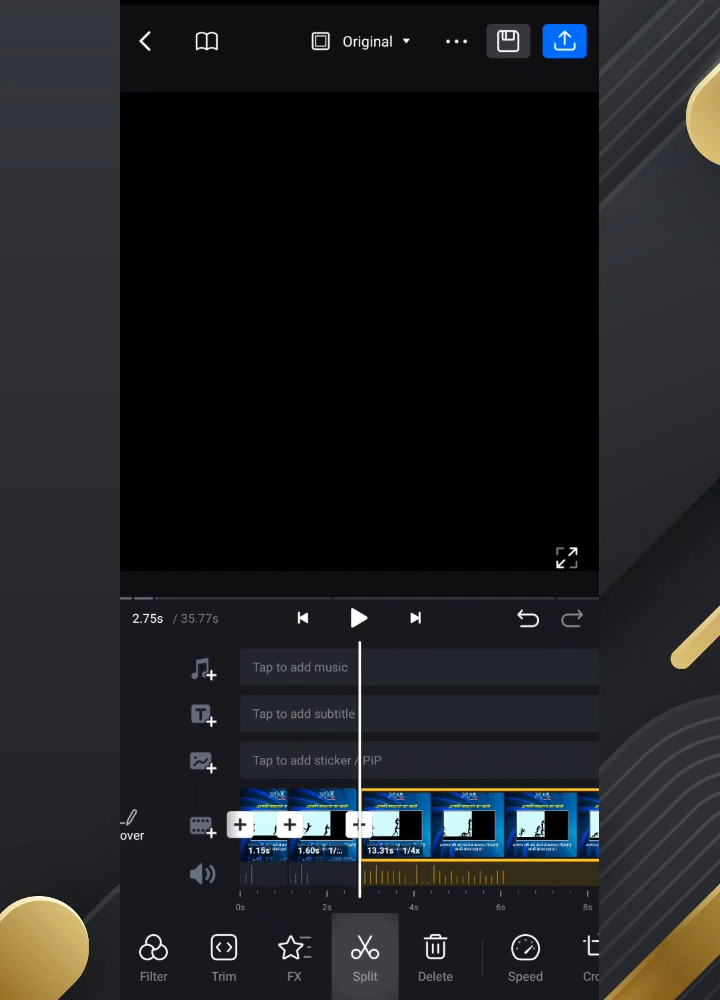 Original
2.75s / 35.77s
Tap to add music
Tap to add subtitle
Tap to add sticker / PiP
over
1.15s
1.60s 1/...
13.31s 1/4x
0s 2s 4s 6s 8s
Filter Trim FX Split Delete Speed Cro